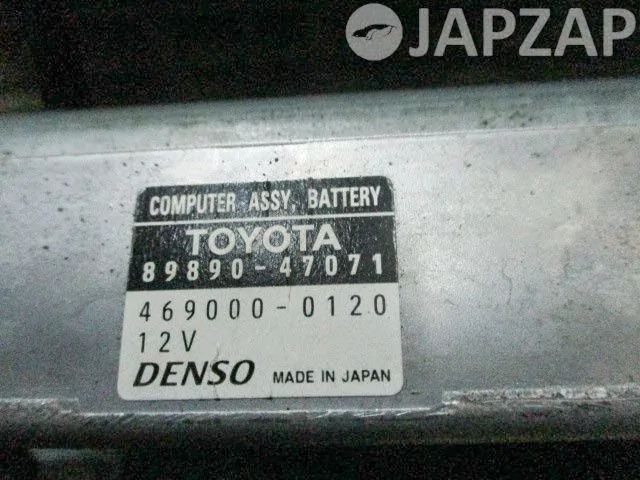 JAPZAP
COMPUTER ASSY, BATTERY
TOYOTA
89890-47071
469000-0120
12V
DENSO MADE IN JAPAN